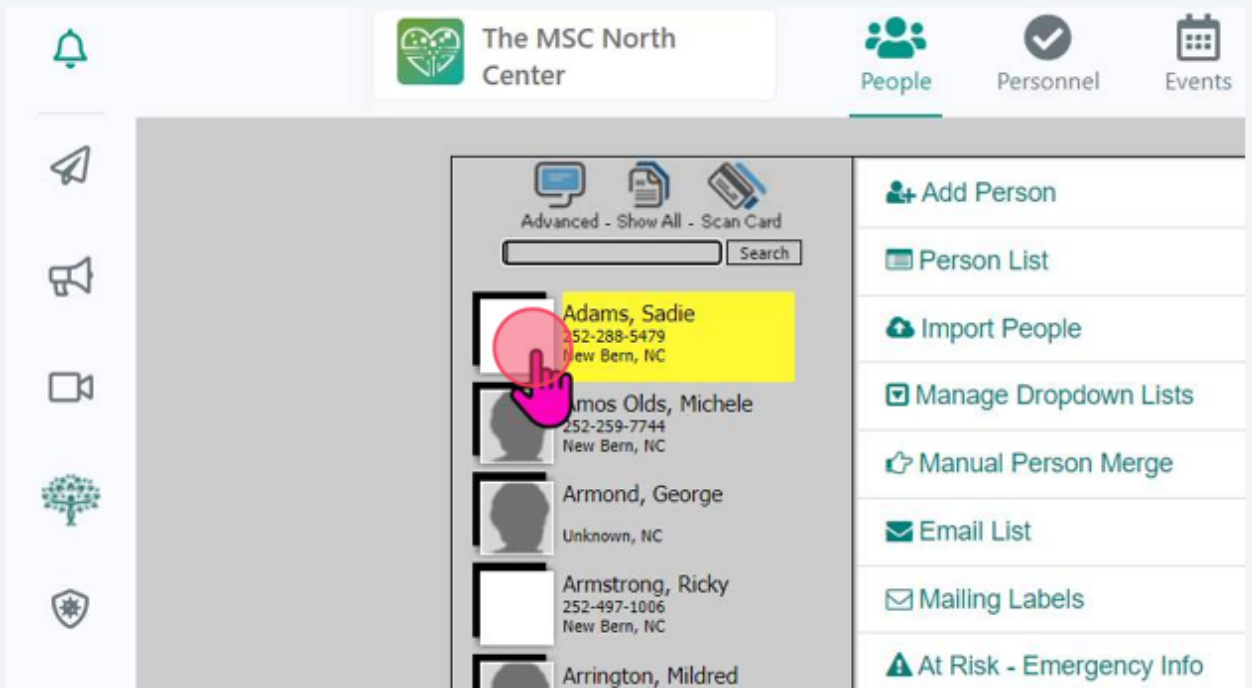 The MSC North
Center
People
Personnel
Events
Advanced - Show All - Scan Card
Search
Adams, Sadie
252-288-5479
New Bern, NC
Amos Olds, Michele
252-259-7744
New Bern, NC
Armond, George
Unknown, NC
Armstrong, Ricky
252-497-1006
New Bern, NC
Arrington, Mildred
Add Person
Person List
Import People
Manage Dropdown Lists
Manual Person Merge
Email List
Mailing Labels
At Risk - Emergency Info